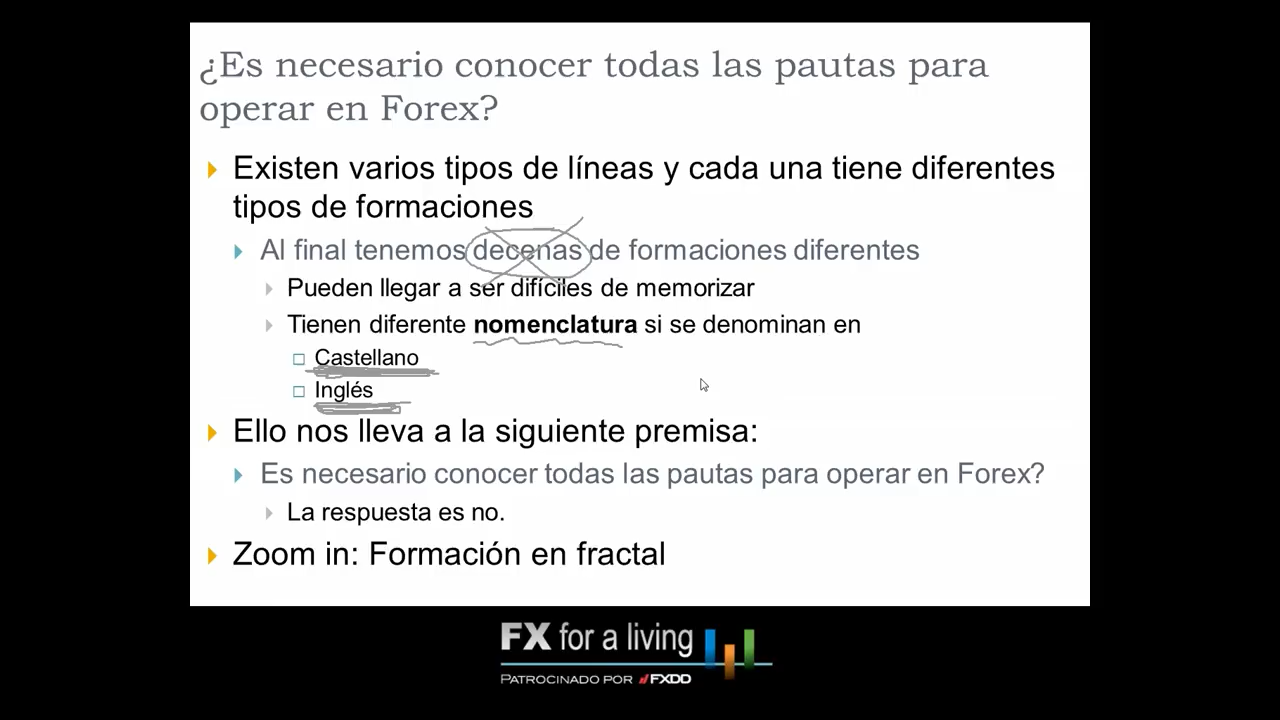 ¿Es necesario conocer todas las pautas para
operar en Forex?
Existen varios tipos de líneas y cada una tiene diferentes
tipos de formaciones
Al final tenemos decenas de formaciones diferentes
Pueden llegar a ser difíciles de memorizar
Tienen diferente nomenclatura si se denominan en
Castellano
Inglés
Ello nos lleva a la siguiente premisa:
Es necesario conocer todas las pautas para operar en Forex?
La respuesta es no.
Zoom in: Formación en fractal
FX for a living
PATROCINADO POR FXDD